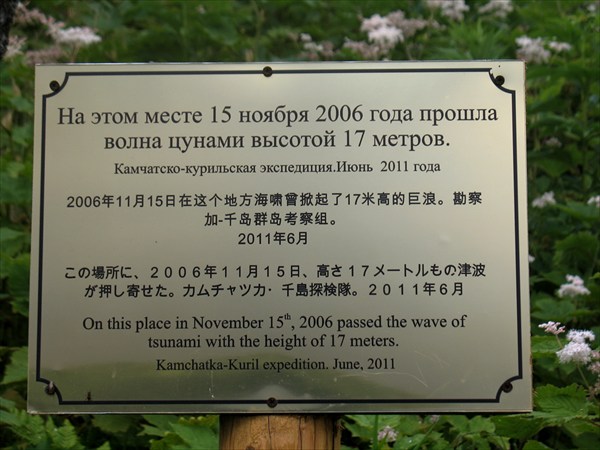 На этом месте 15 ноября 2006 года прошла
волна цунами высотой 17 метров.
Камчатско-курильская экспедиция.Июнь 2011 года
2006年11月15日在这个地方海啸曾掀起了17米高的巨浪。勘察
加-千岛群岛考察组。
2011年6月
この場所に、２００６年１１月１５日、高さ１７メートルもの津波
が押し寄せた。カムチャツカ・千島探検隊。２０１１年６月
On this place in November 15th, 2006 passed the wave of
tsunami with the height of 17 meters.
Kamchatka-Kuril expedition. June, 2011